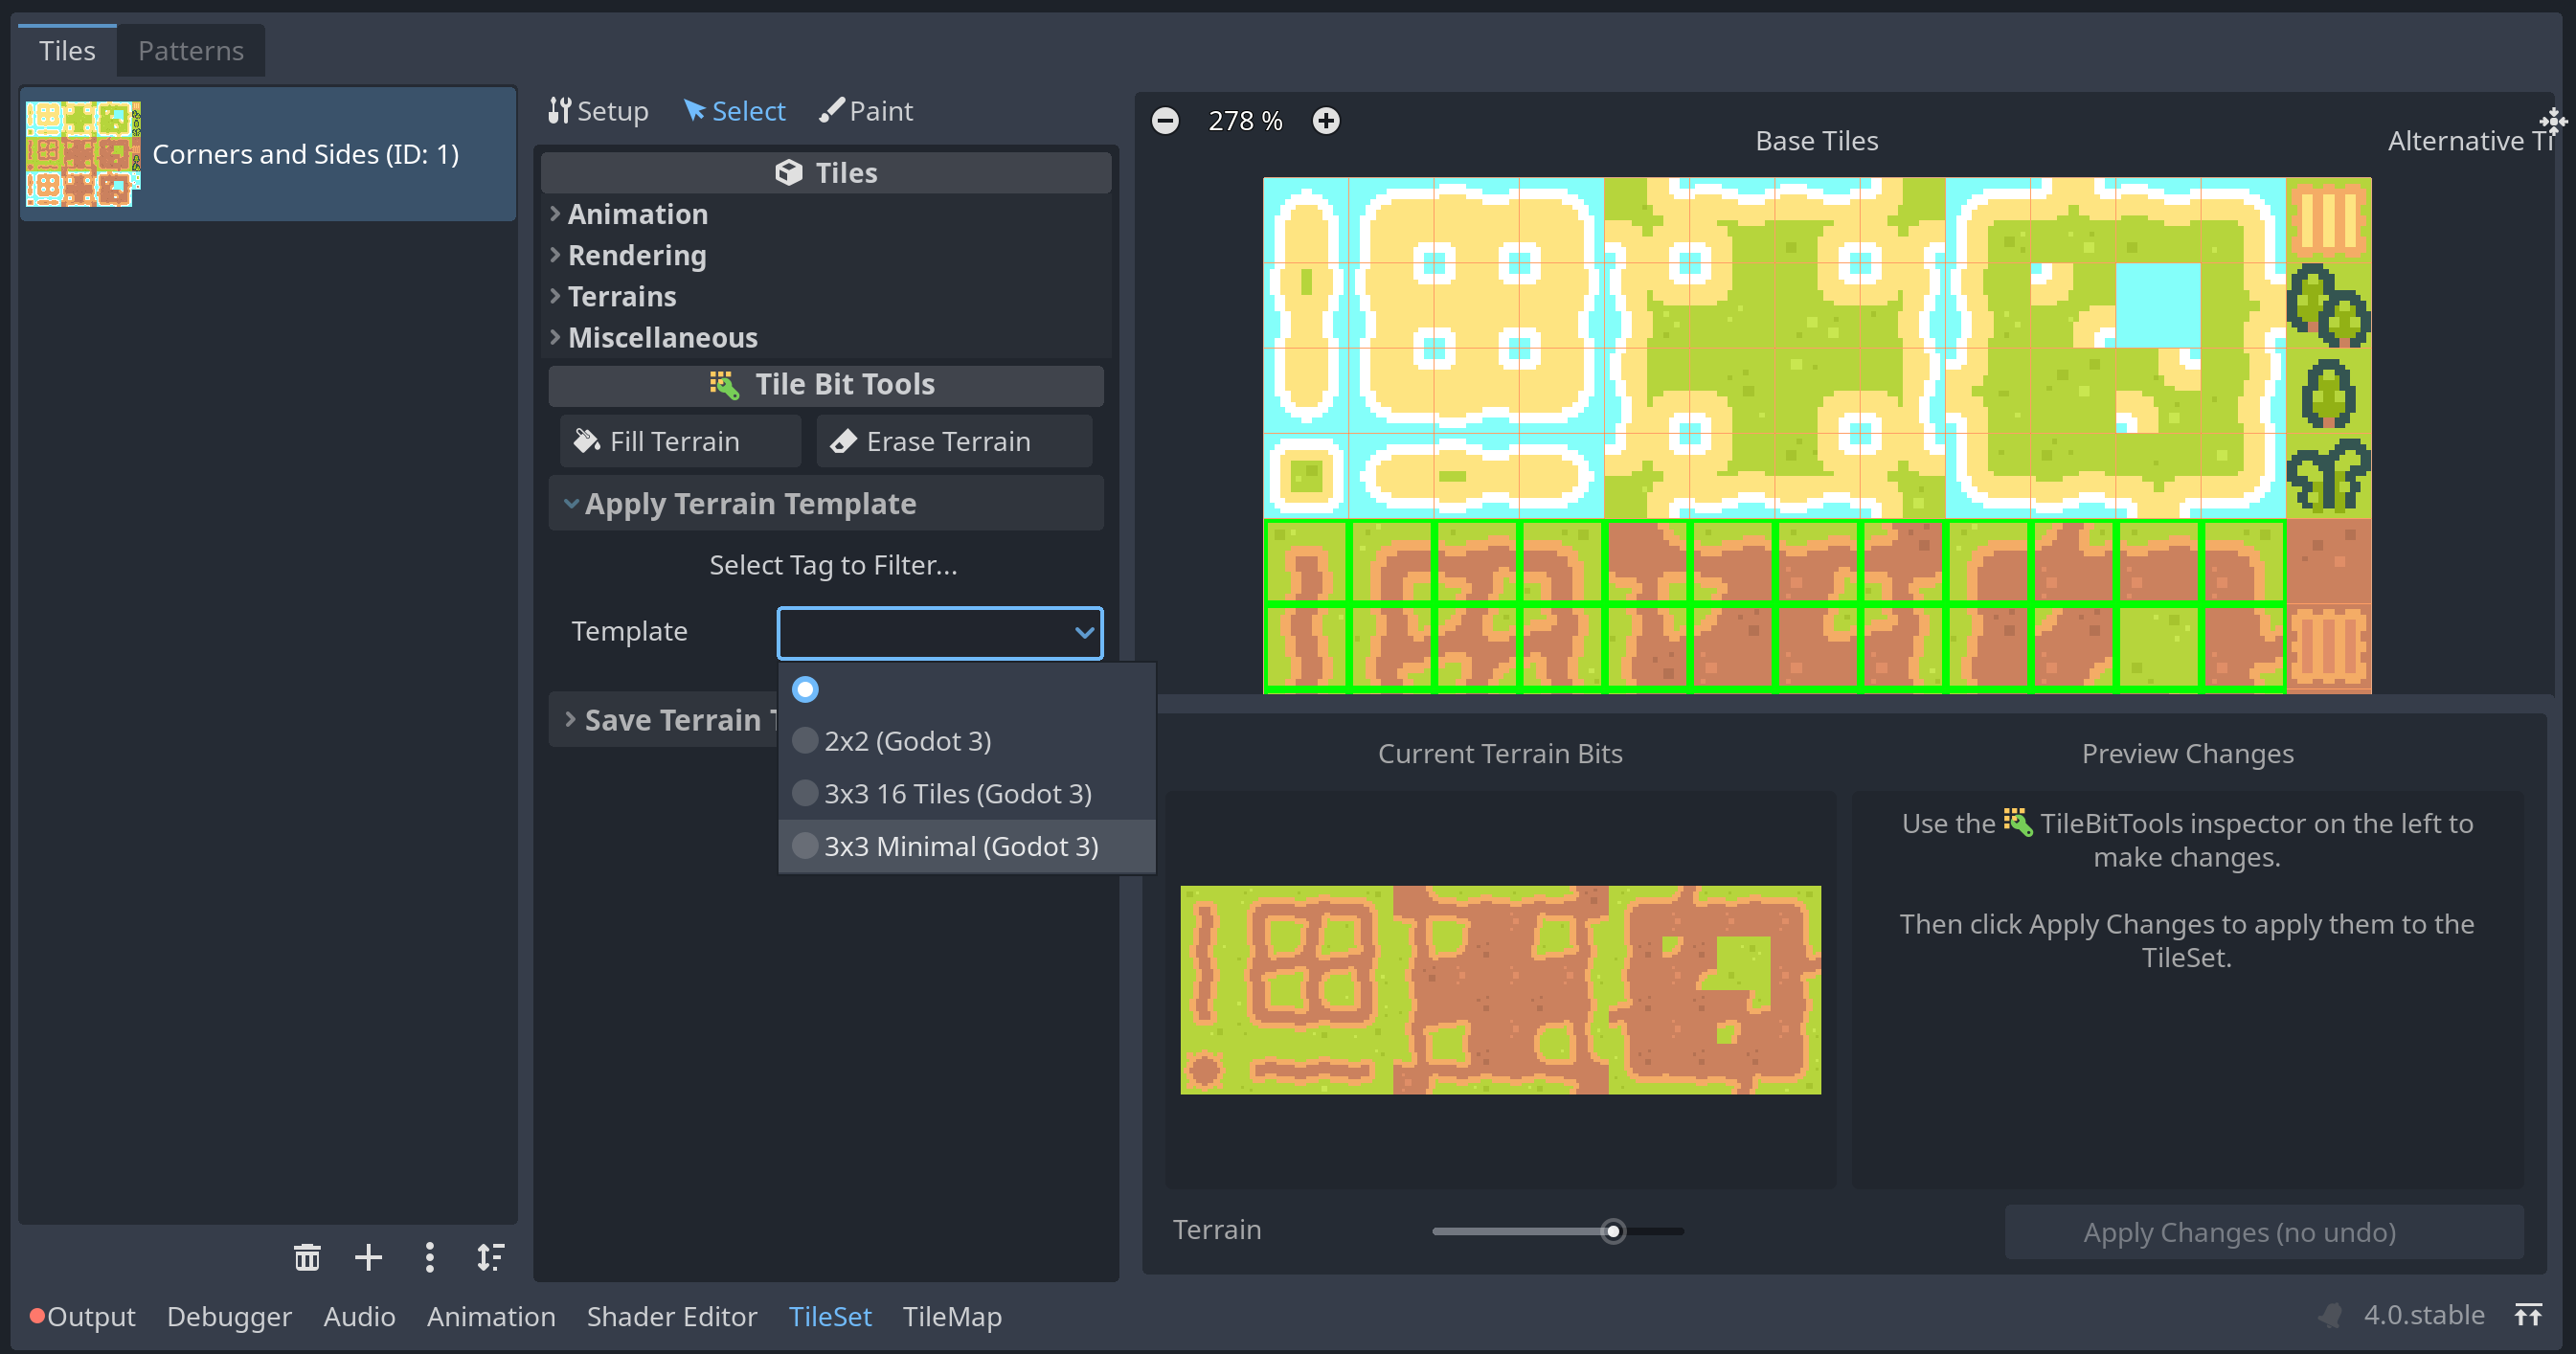 Tiles
Patterns
Corners and Sides (ID: 1)
Setup
Select
Paint
Tiles
Animation
Rendering
Terrains
Miscellaneous
Tile Bit Tools
Fill Terrain
Erase Terrain
Apply Terrain Template
Select Tag to Filter...
Template
2x2 (Godot 3)
3x3 16 Tiles (Godot 3)
3x3 Minimal (Godot 3)
Save Terrain
278 %
Base Tiles
Alternative Ti
Current Terrain Bits
Preview Changes
Use the TileBitTools inspector on the left to
make changes.
Then click Apply Changes to apply them to the
TileSet.
Terrain
Apply Changes (no undo)
Output
Debugger
Audio
Animation
Shader Editor
TileSet
TileMap
4.0.stable